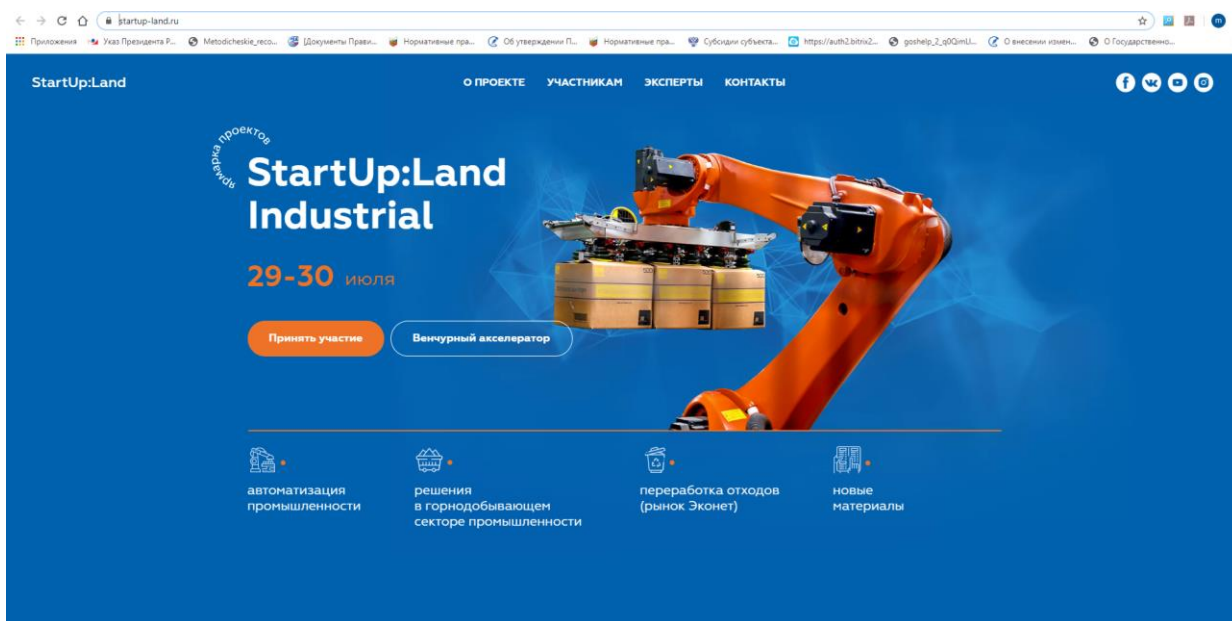 startup-land.ru
Приложения Указ Президента Р... Metodicheskie_reco... [Документы Прави... Нормативные пра... Об утверждении П... Нормативные пра... Субсидии субъекта... https://auth2.bitrix2... goshelp_2_q0QimU... О внесении измен... О Государственно...
StartUp:Land О ПРОЕКТЕ УЧАСТНИКАМ ЭКСПЕРТЫ КОНТАКТЫ
ярмарка проектов
StartUp:Land
Industrial
29-30 июля
Принять участие Венчурный акселератор
автоматизация
промышленности
решения
в горнодобывающем
секторе промышленности
переработка отходов
(рынок Эконет)
новые
материалы